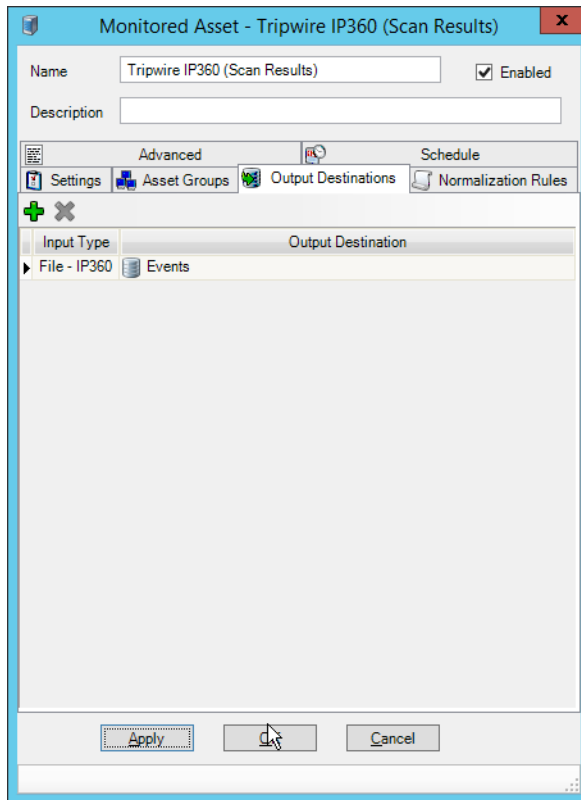 Monitored Asset - Tripwire IP360 (Scan Results)
x
Name Tripwire IP360 (Scan Results) Enabled
Description
Advanced Schedule
Settings Asset Groups Output Destinations Normalization Rules
Input Type Output Destination
File - IP360 Events
Apply Cancel